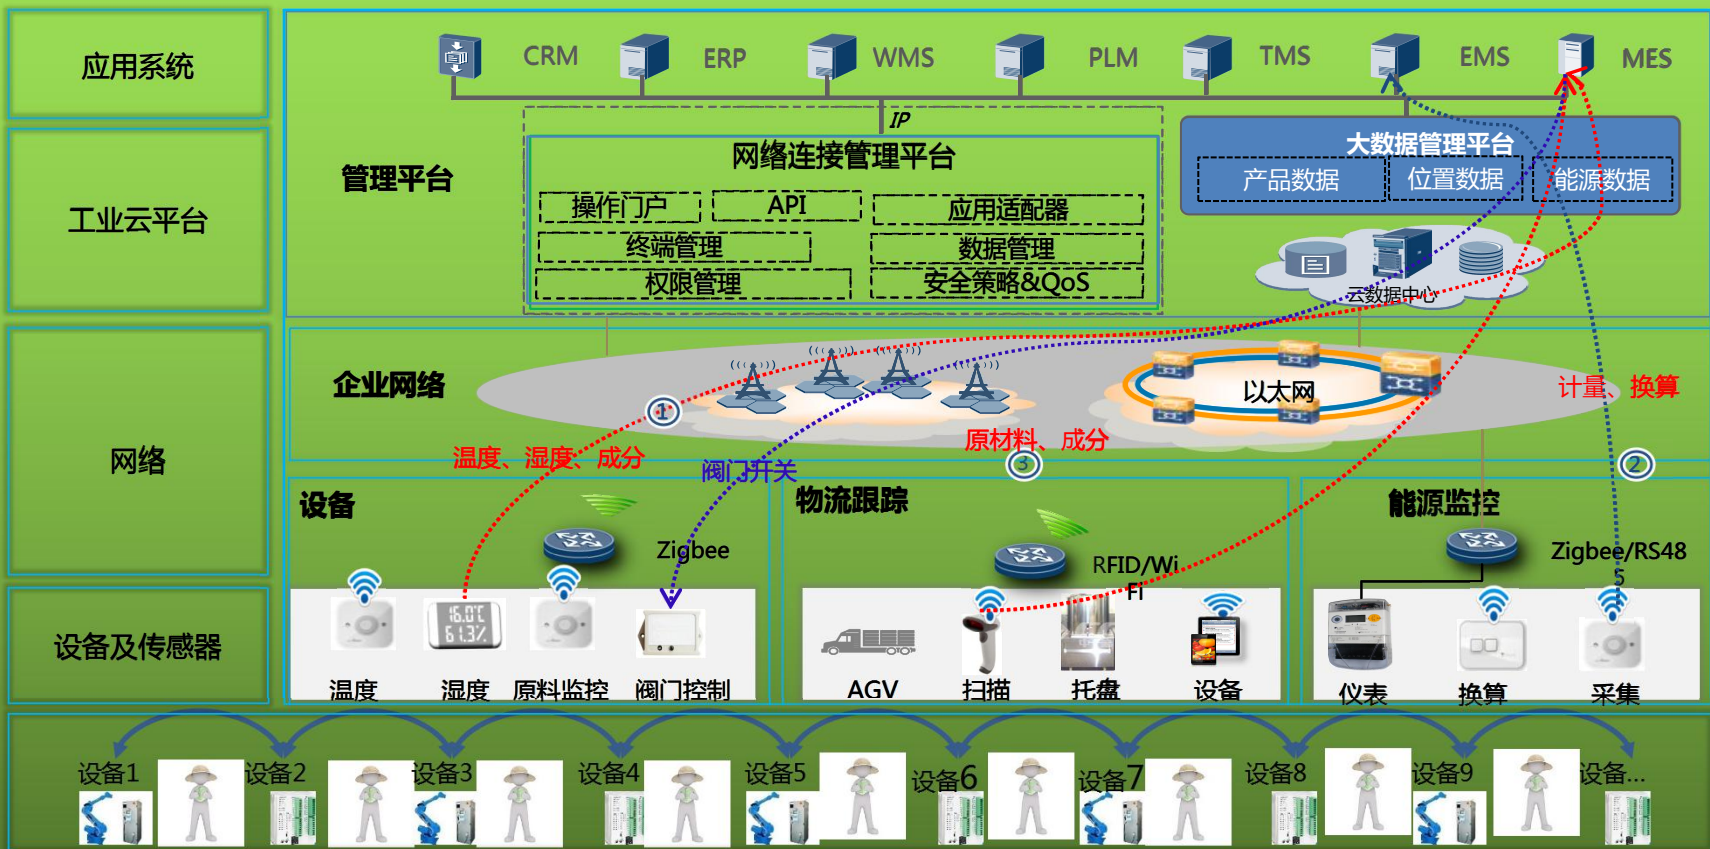 应用系统
CRM
ERP
WMS
PLM
TMS
EMS
MES
IP
工业云平台
管理平台
网络连接管理平台
操作门户
API
应用适配器
终端管理
数据管理
权限管理
安全策略&QoS
大数据管理平台
产品数据
位置数据
能源数据
云数据中心
网络
企业网络
以太网
①
温度、湿度、成分
阀门开关
原材料、成分
③
计量、换算
②
设备
Zigbee
物流跟踪
RFID/Wi
Fi
能源监控
Zigbee/RS48
5
设备及传感器
16.0℃
61.3%
温度
湿度
原料监控
阀门控制
AGV
扫描
托盘
设备
仪表
换算
采集
设备1
设备2
设备3
设备4
设备5
设备6
设备7
设备8
设备9
设备...